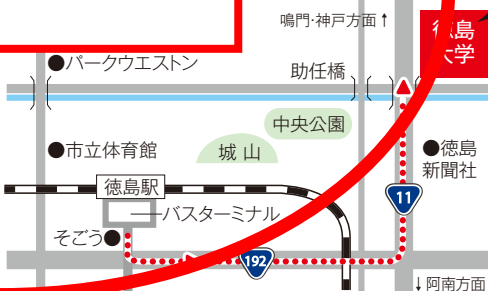 鳴門・神戸方面↑
徳島
大学
●パークウエストン
助任橋
中央公園
●市立体育館
城山
●徳島
新聞社
徳島駅
バスターミナル
11
そごう●
192
↓阿南方面